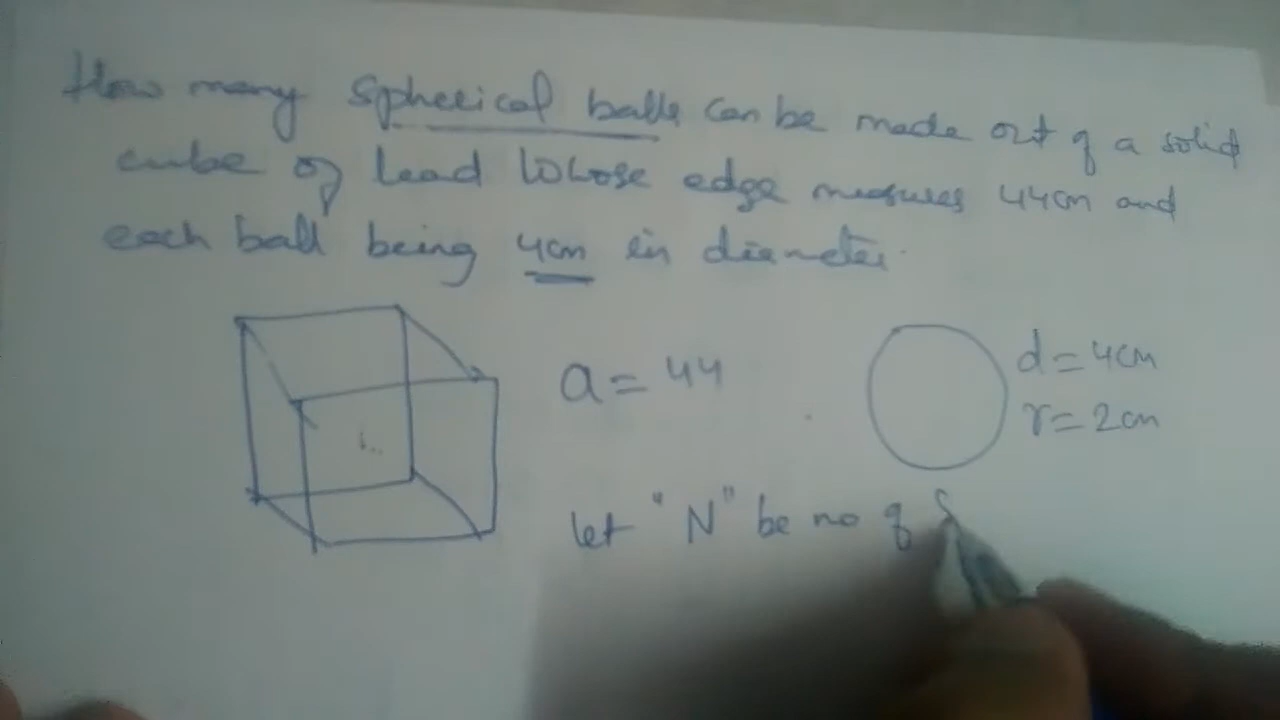 How many spherical balls can be made out of a solid
cube of lead whose edge measures 44cm and
each ball being 4cm in diameter.
a = 44
d = 4cm
r = 2cm
let "N" be no of S